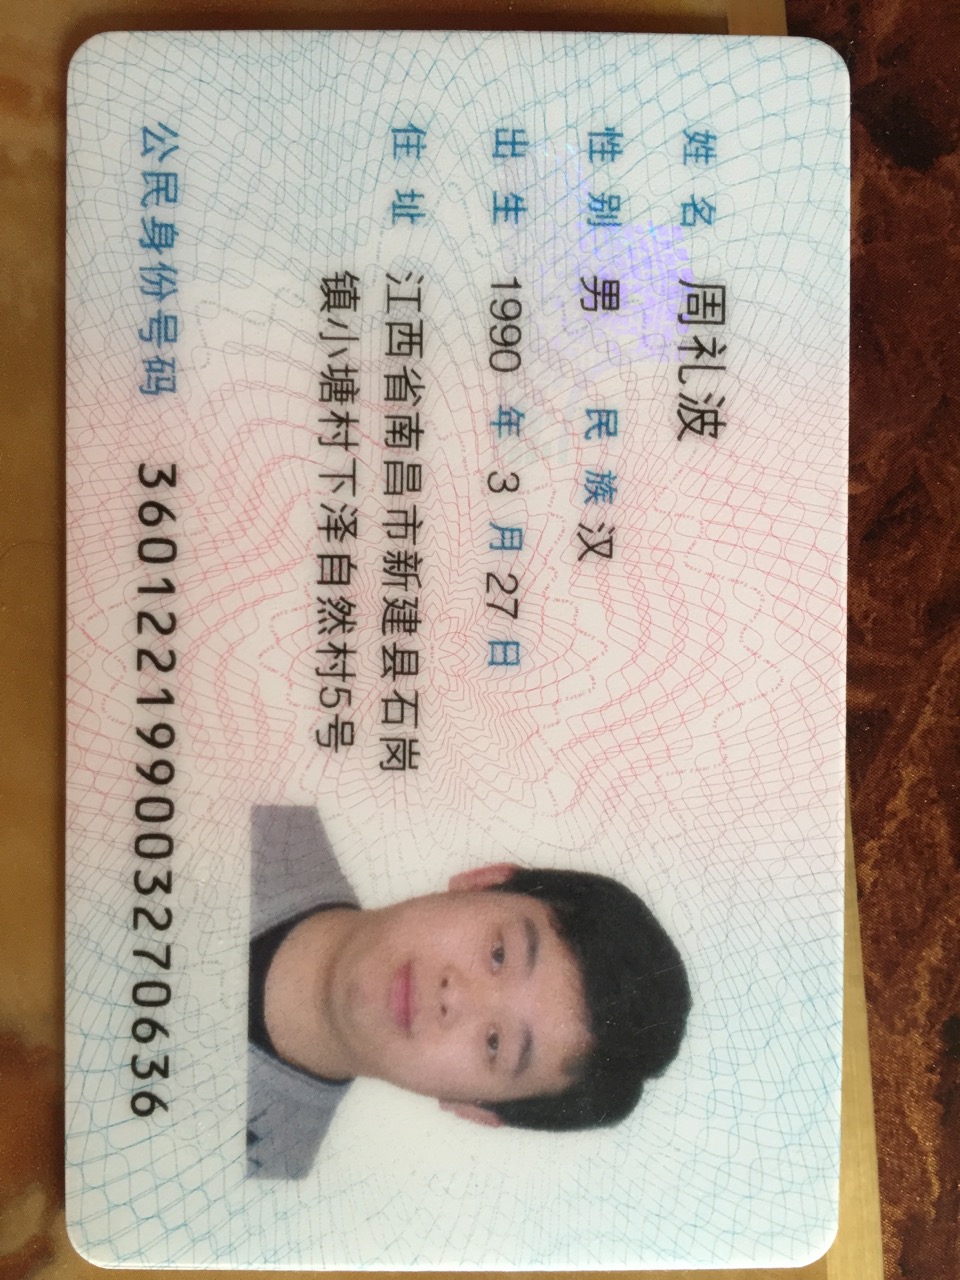 姓名 周礼波
性别 男 民族 汉
出生 1990 年 3 月 27 日
住址 江西省南昌市新建县石岗
镇小塘村下泽自然村5号
公民身份号码 360122199003270636